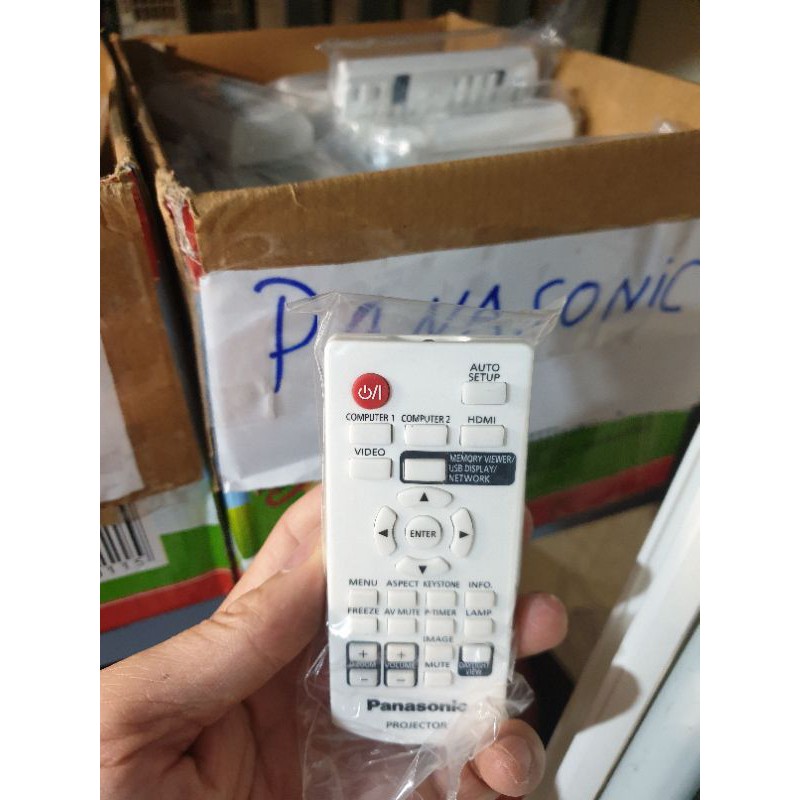 PANASONIC
AUTO
SETUP
COMPUTER 1 COMPUTER 2 HDMI
VIDEO
MEMORY VIEWER/
USB DISPLAY/
NETWORK
ENTER
MENU ASPECT KEYSTONE INFO.
FREEZE AV MUTE P-TIMER LAMP
IMAGE
VOLUME MUTE
VIEW
Panasonic
PROJECTOR